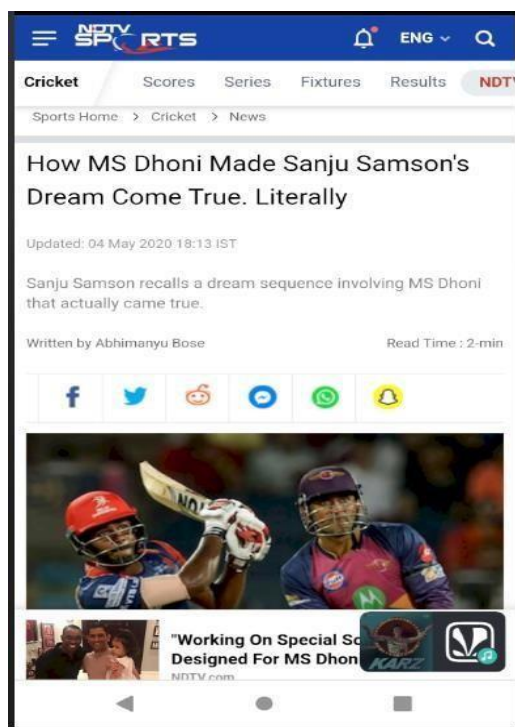 NDTV
SPORTS
ENG
Cricket Scores Series Fixtures Results NDTV
Sports Home > Cricket > News
How MS Dhoni Made Sanju Samson's
Dream Come True. Literally
Updated: 04 May 2020 18:13 IST
Sanju Samson recalls a dream sequence involving MS Dhoni
that actually came true.
Written by Abhimanyu Bose Read Time : 2-min
"Working On Special
Designed For MS
NDTV.com
KARZ